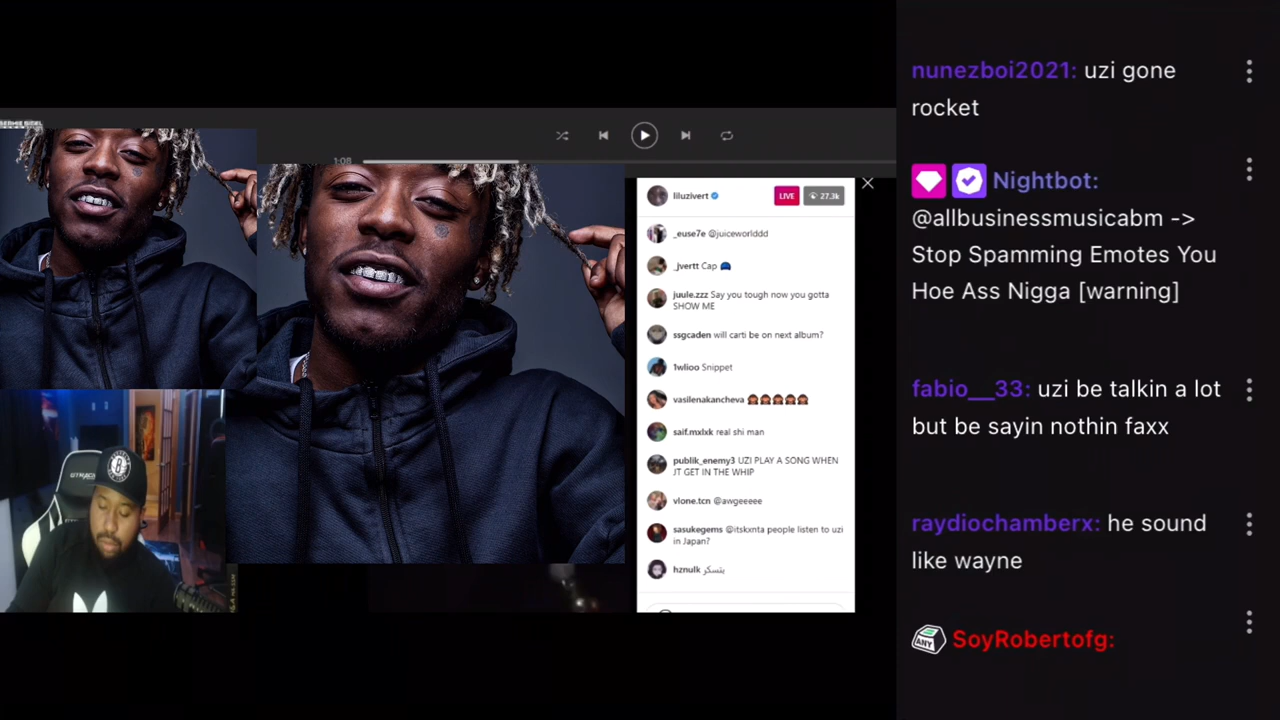 1:08
liluzivert
LIVE
27.3k
_euse7e @juiceworlddd
_jvertt Cap
juule.zzz Say you tough now you gotta
SHOW ME
ssgcaden will carti be on next album?
1wlioo Snippet
vasilenakancheva
saif.mxlxk real shi man
publik_enemy3 UZI PLAY A SONG WHEN
JT GET IN THE WHIP
vlone.tcn @awgeeeee
sasukegems @itskxnta people listen to uzi
in Japan?
hznulk يتسكر
nunezboi2021: uzi gone
rocket
Nightbot:
@allbusinessmusicabm ->
Stop Spamming Emotes You
Hoe Ass Nigga [warning]
fabio__33: uzi be talkin a lot
but be sayin nothin faxx
raydiochamberx: he sound
like wayne
ANY
SoyRobertofg: